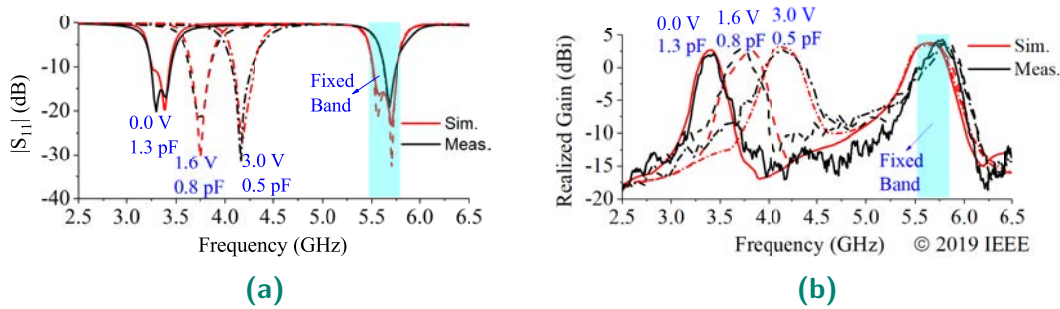 0
-10
-20
-30
-40
|S11| (dB)
0.0 V
1.3 pF
1.6 V
0.8 pF
3.0 V
0.5 pF
Fixed
Band
Sim.
Meas.
2.5 3.0 3.5 4.0 4.5 5.0 5.5 6.0 6.5
Frequency (GHz)
(a)
10
5
0
-5
-10
-15
-20
Realized Gain (dBi)
0.0 V
1.3 pF
1.6 V
0.8 pF
3.0 V
0.5 pF
Sim.
Meas.
Fixed
Band
2.5 3.0 3.5 4.0 4.5 5.0 5.5 6.0 6.5
Frequency (GHz) © 2019 IEEE
(b)